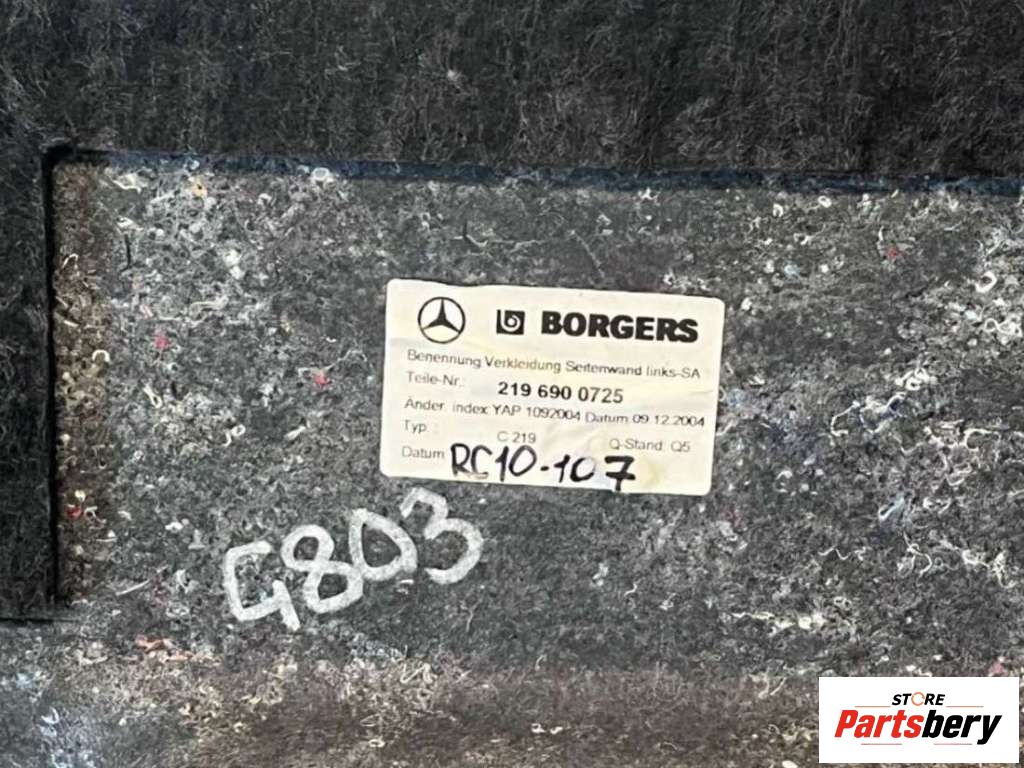 BORGERS
Benennung Verkleidung Seitenwand links-SA
Teile-Nr.: 219 690 0725
Änder. index: YAP 1092004 Datum 09.12.2004
Typ. : C 219 Q-Stand: Q5
Datum RC10-107
G803
STORE
Partsbery